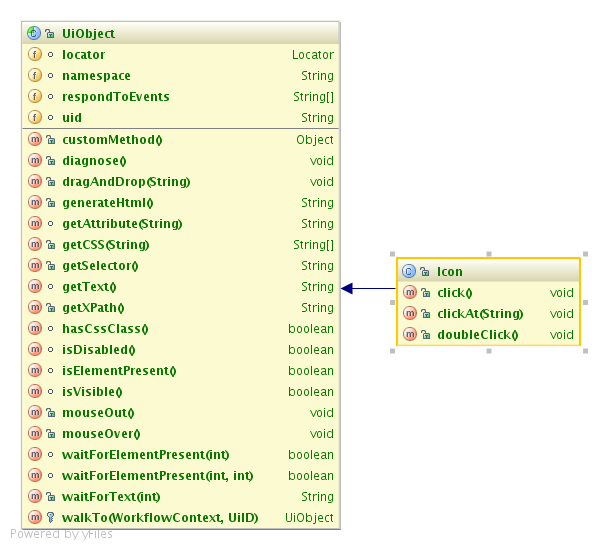 UiObject
locator Locator
namespace String
respondToEvents String[]
uid String
customMethod() Object
diagnose() void
dragAndDrop(String) void
generateHtml() String
getAttribute(String) String
getCSS(String) String[]
getSelector() String
getText() String
getXPath() String
hasCssClass() boolean
isDisabled() boolean
isElementPresent() boolean
isVisible() boolean
mouseOut() void
mouseOver() void
waitForElementPresent(int) boolean
waitForElementPresent(int, int) boolean
waitForText(int) String
walkTo(WorkflowContext, UiID) UiObject
Icon
click() void
clickAt(String) void
doubleClick() void
Powered by yFiles